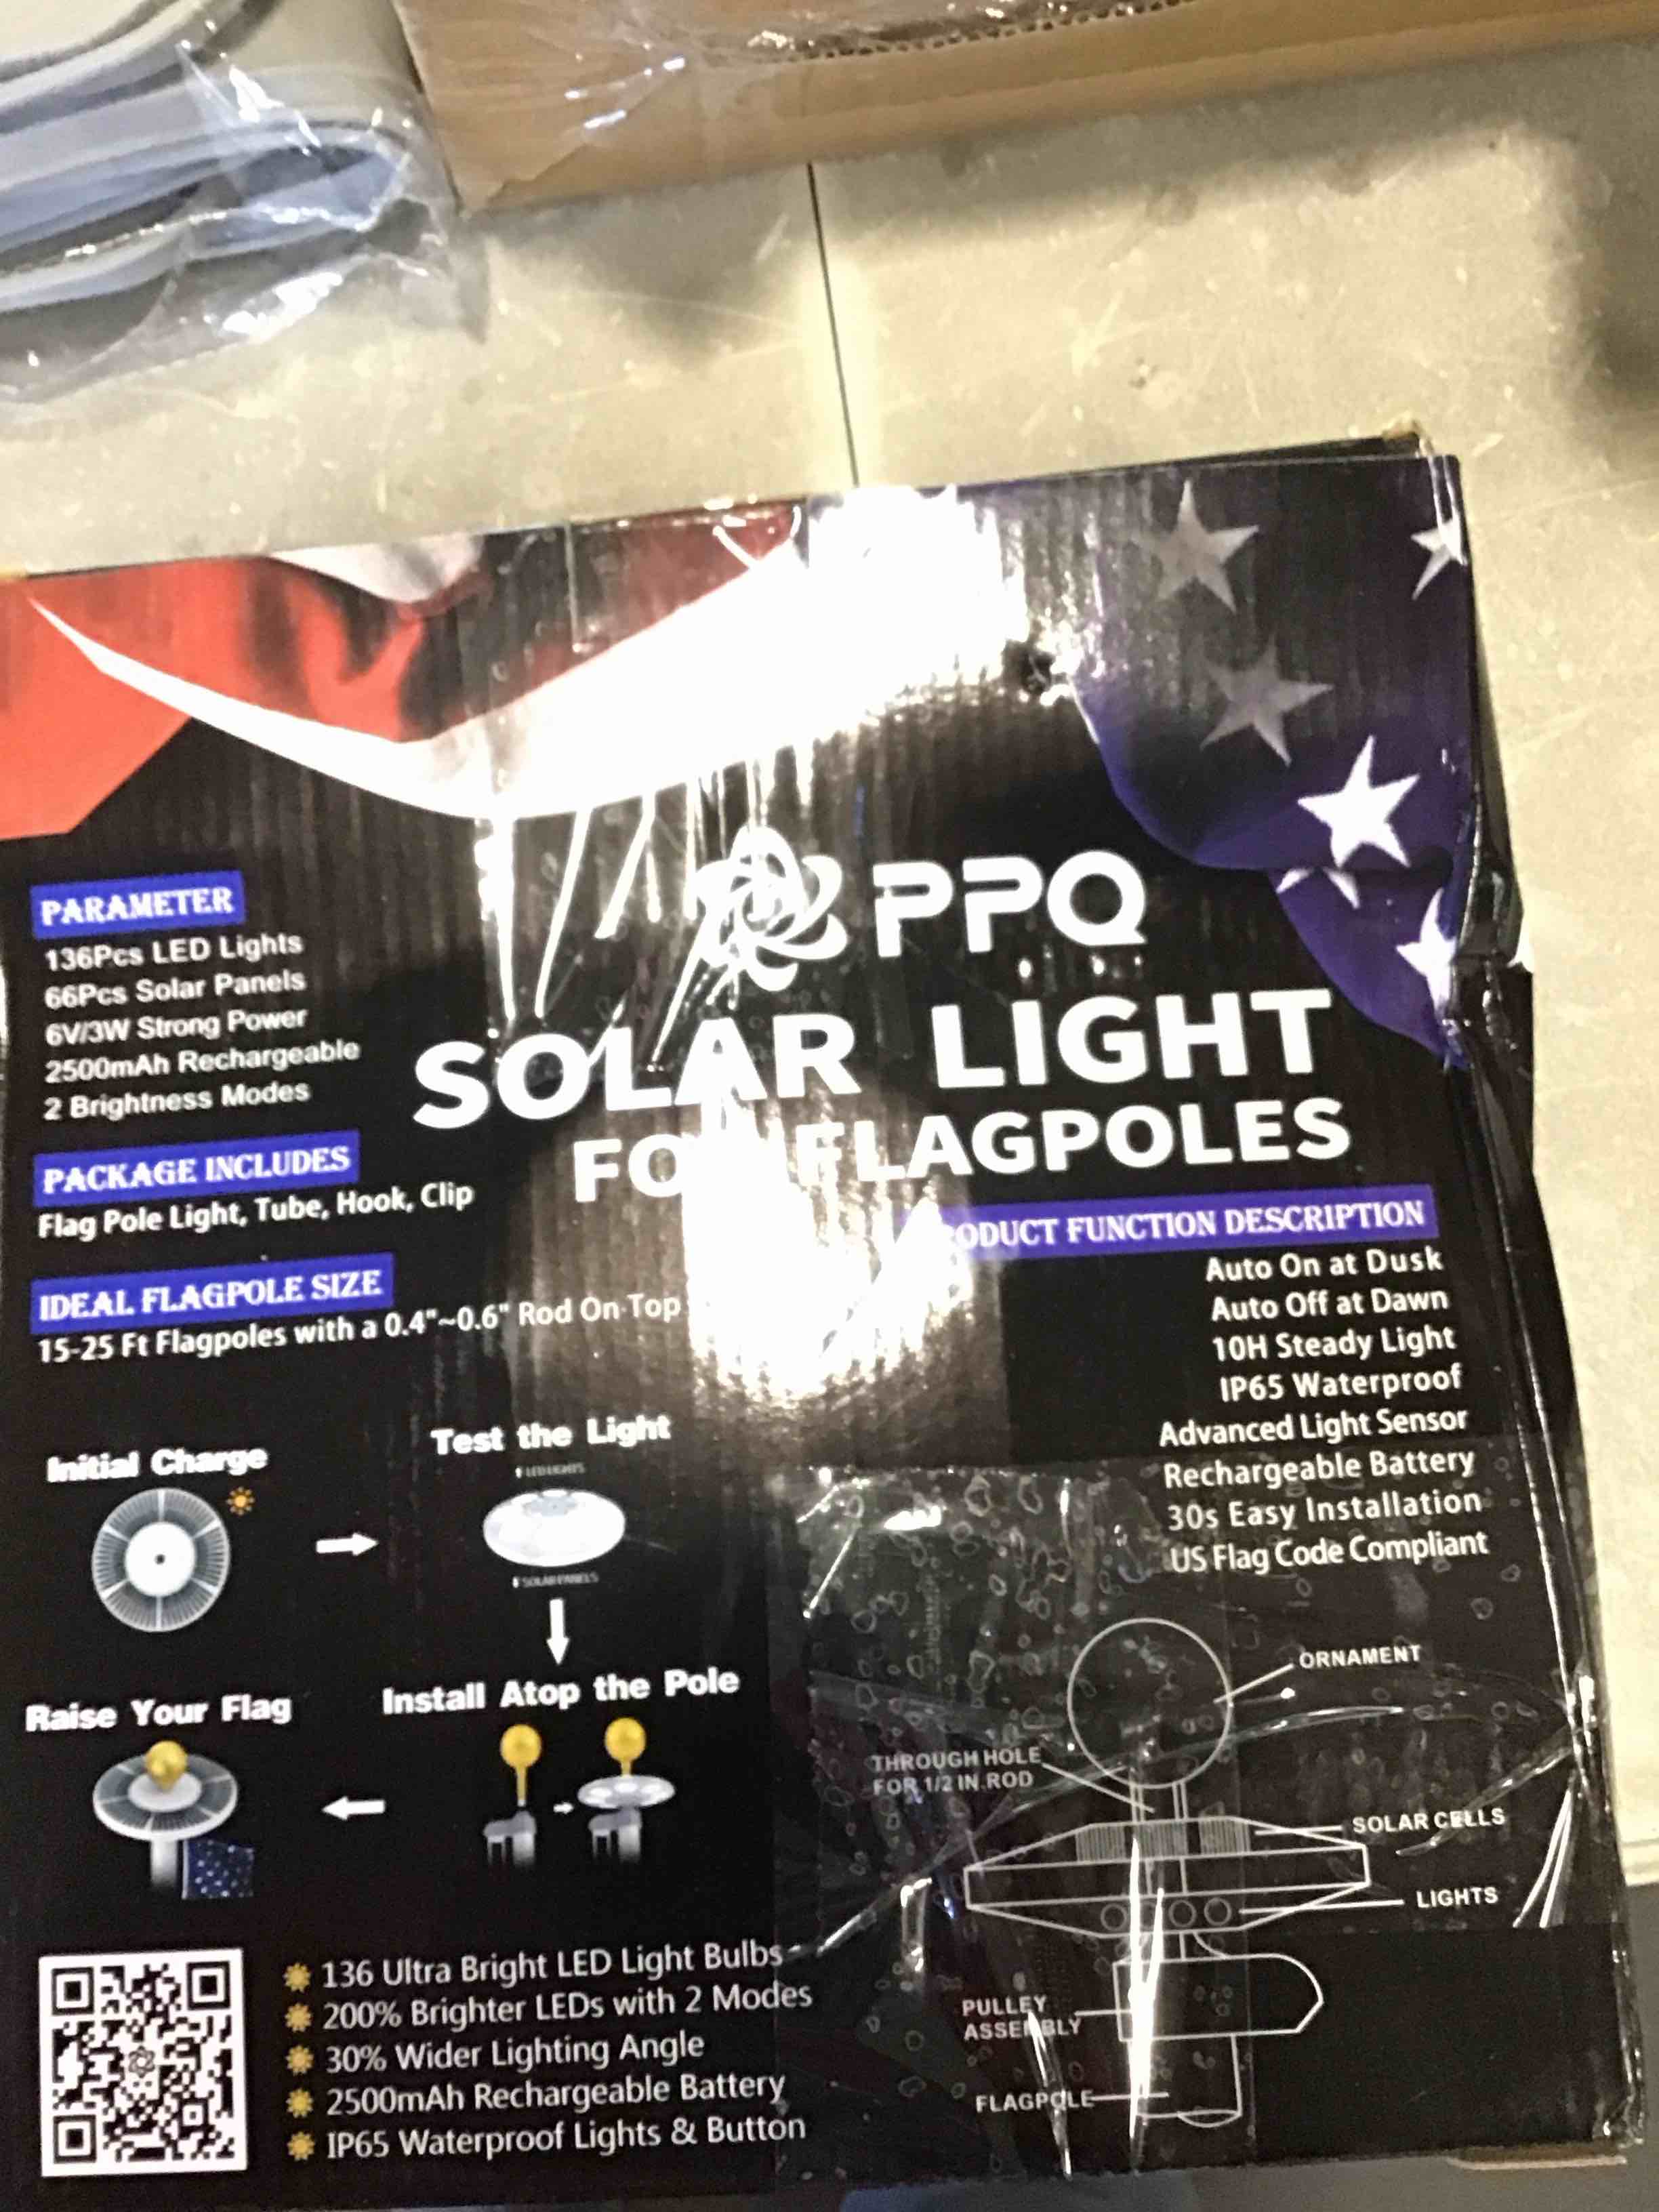 PPQ
SOLAR LIGHT
FO FLAGPOLES
PARAMETER
136Pcs LED Lights
66Pcs Solar Panels
6V/3W Strong Power
2500mAh Rechargeable
2 Brightness Modes
PACKAGE INCLUDES
Flag Pole Light, Tube, Hook, Clip
IDEAL FLAGPOLE SIZE
15-25 Ft Flagpoles with a 0.4"~0.6" Rod On Top
ODUCT FUNCTION DESCRIPTION
Auto On at Dusk
Auto Off at Dawn
10H Steady Light
IP65 Waterproof
Advanced Light Sensor
Rechargeable Battery
30s Easy Installation
US Flag Code Compliant
Initial Charge
Test the Light
LED LIGHTS
SOLAR PANELS
Install Atop the Pole
Raise Your Flag
ORNAMENT
THROUGH HOLE
FOR 1/2 IN.ROD
SOLAR CELLS
LIGHTS
PULLEY
ASSEMBLY
FLAGPOLE
136 Ultra Bright LED Light Bulbs
200% Brighter LEDs with 2 Modes
30% Wider Lighting Angle
2500mAh Rechargeable Battery
IP65 Waterproof Lights & Button